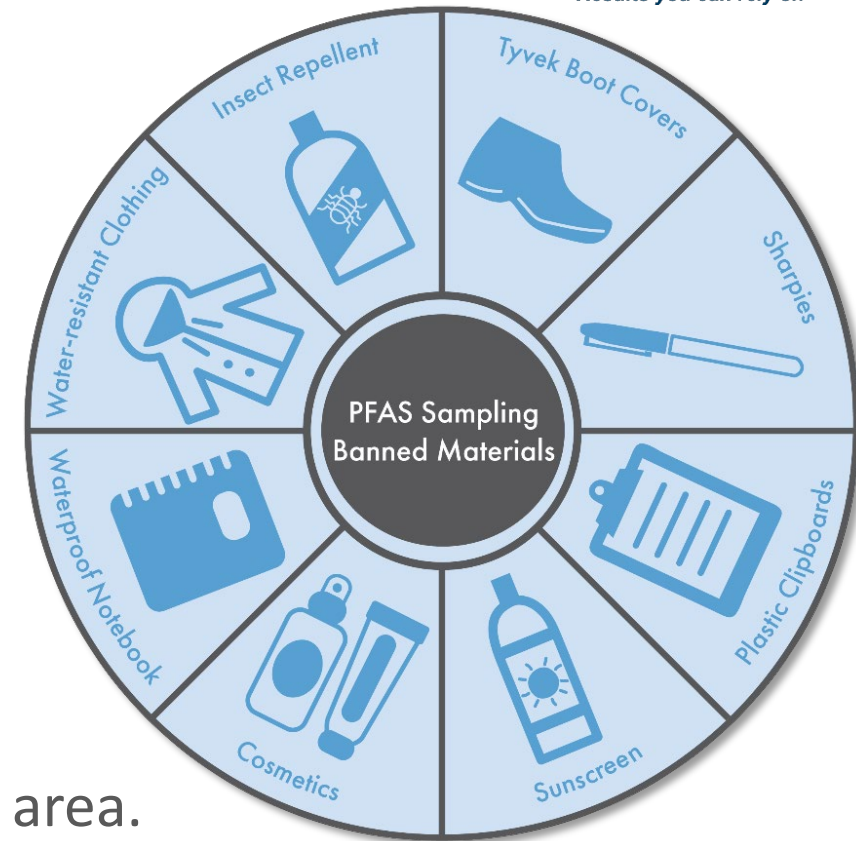 Insect Repellent
Tyvek Boot Covers
Sharpies
Plastic Clipboards
Sunscreen
Cosmetics
Waterproof Notebook
Water-resistant Clothing
PFAS Sampling
Banned Materials
area.